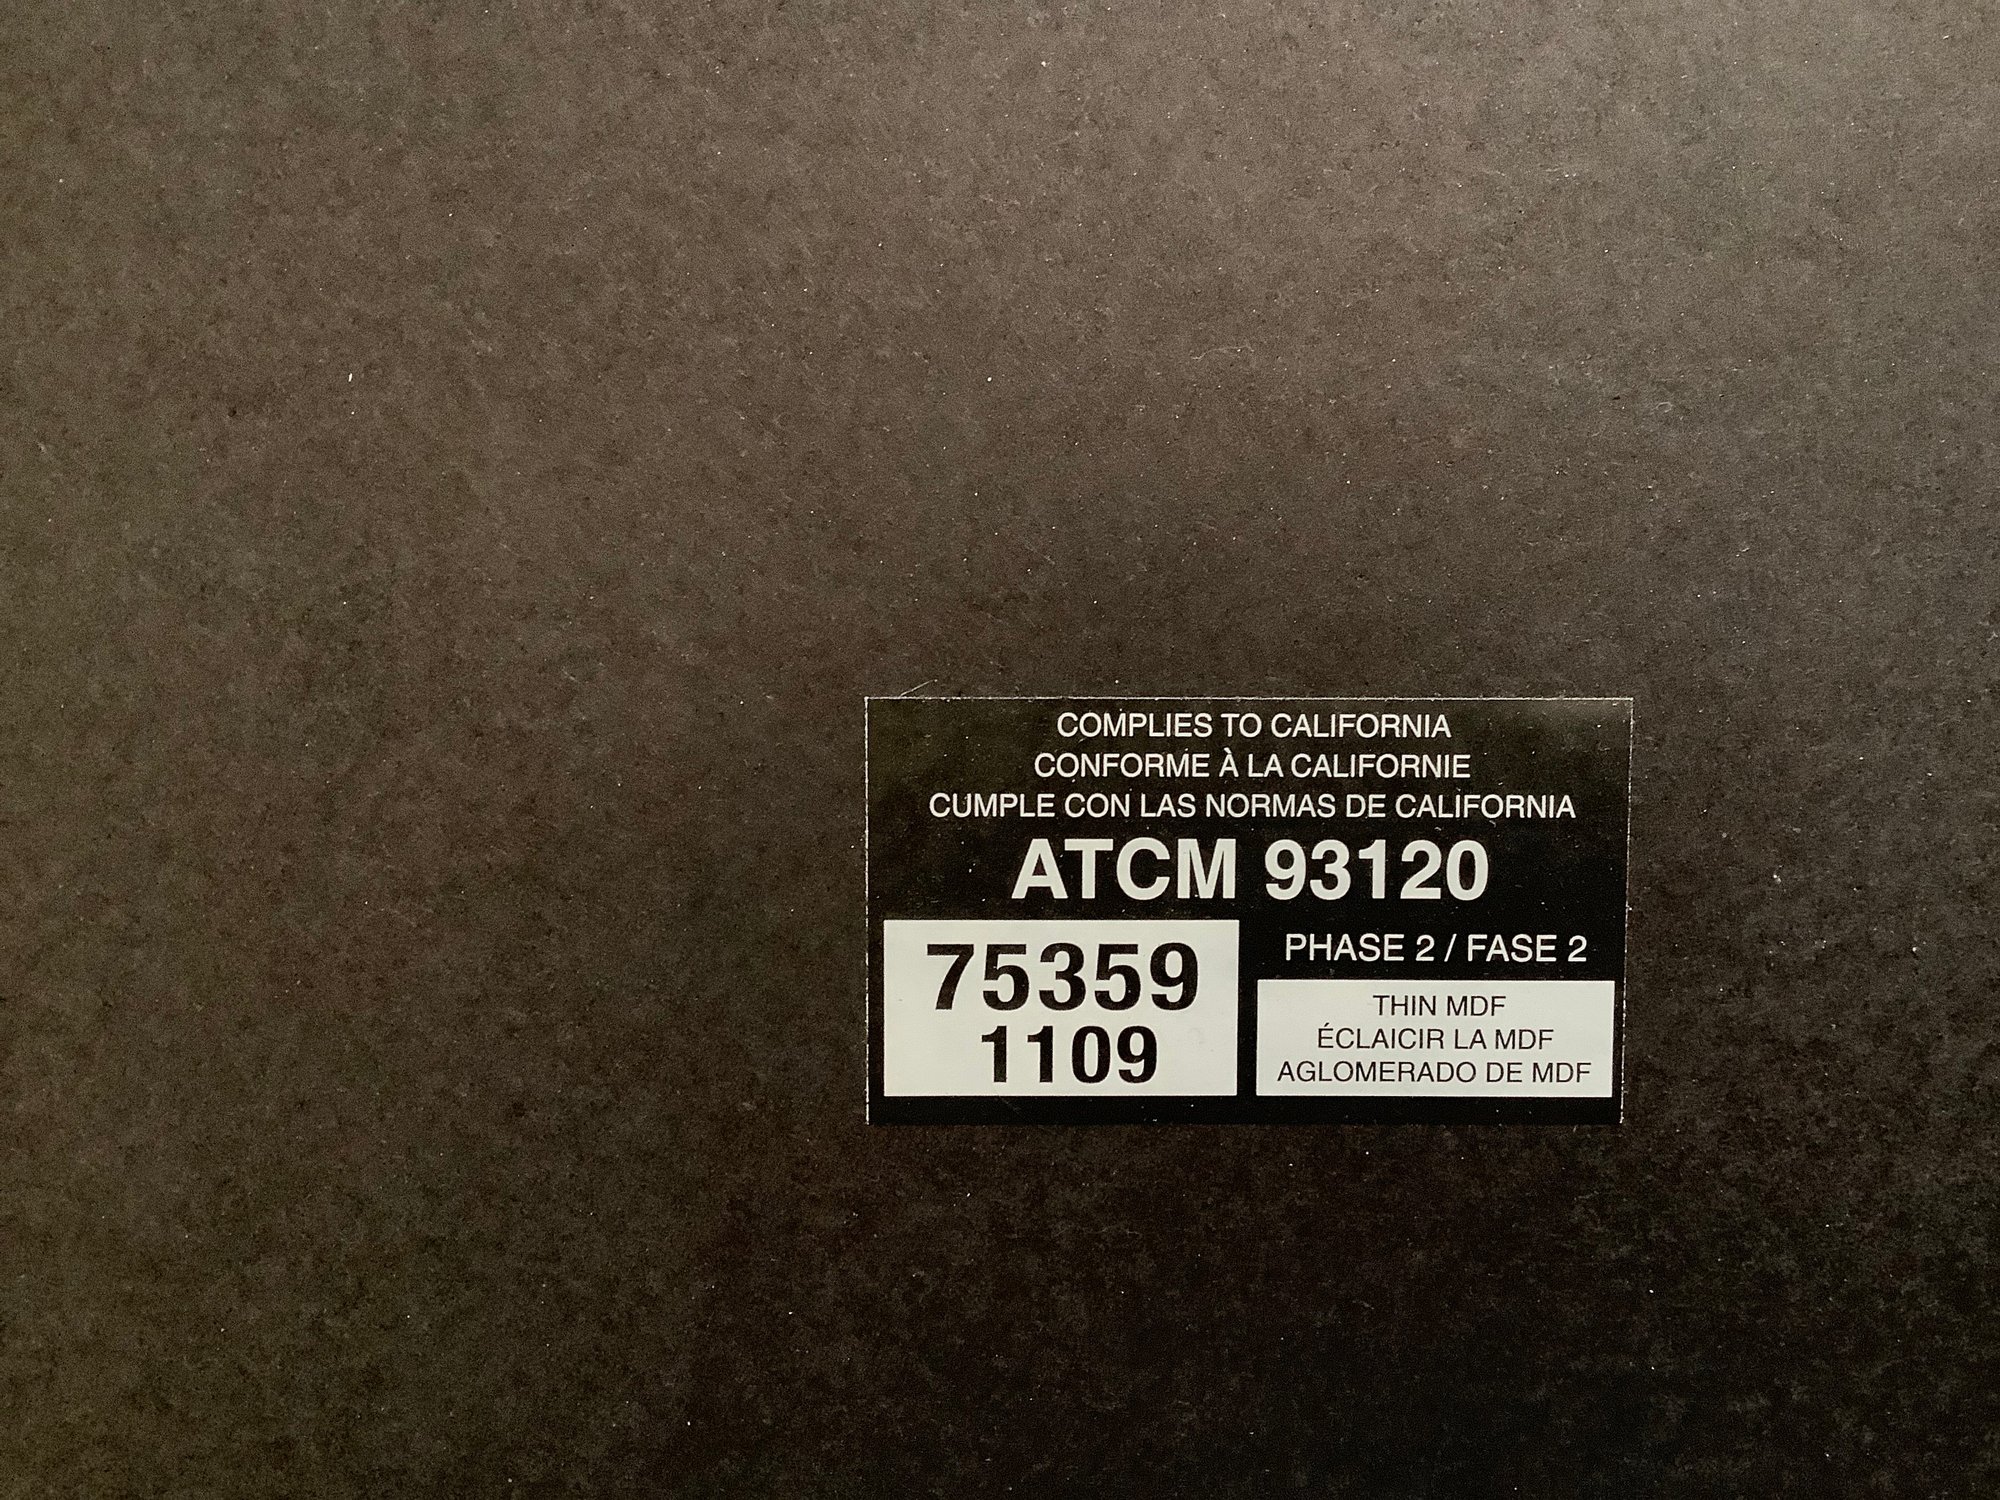 COMPLIES TO CALIFORNIA
CONFORME À LA CALIFORNIE
CUMPLE CON LAS NORMAS DE CALIFORNIA
ATCM 93120
75359
1109
PHASE 2 / FASE 2
THIN MDF
ÉCLAICIR LA MDF
AGLOMERADO DE MDF